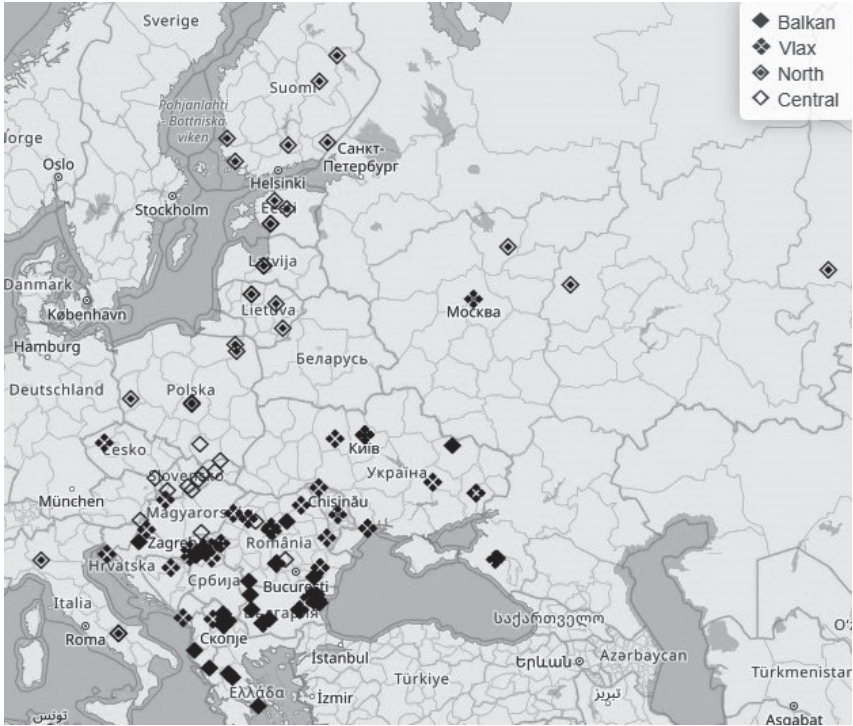 Balkan
Vlax
North
Central
Sverige
Suomi
Pohjanlahti
- Bottniska
viken
Санкт-
Петербург
Oslo
Helsinki
Stockholm
Eesti
Latvija
Danmark
København
Lietuva
Москва
Hamburg
Беларусь
Deutschland
Polska
Česko
Київ
Україна
Slovensko
München
Magyarország
Chișinău
Zagreb
România
Hrvatska
Србија
București
България
Italia
Roma
Скопје
საქართველო
İstanbul
Երևան
Azərbaycan
Türkiye
Türkmenistan
Ελλάδα
İzmir
تبریز
تونس
Aşgabat